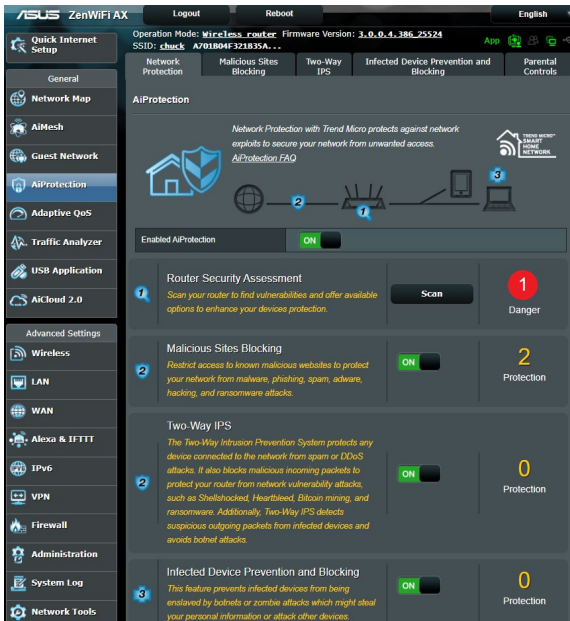 ASUS ZenWiFi AX
Logout
Reboot
English
Operation Mode: Wireless router Firmware Version: 3.0.0.4.386_25524
SSID: chuck A701B04F321B35A...
App
Quick Internet
Setup
Network
Protection
Malicious Sites
Blocking
Two-Way
IPS
Infected Device Prevention and
Blocking
Parental
Controls
General
Network Map
AiMesh
Guest Network
AiProtection
Adaptive QoS
Traffic Analyzer
USB Application
AiCloud 2.0
Advanced Settings
Wireless
LAN
WAN
Alexa & IFTTT
IPv6
VPN
Firewall
Administration
System Log
Network Tools
AiProtection
Network Protection with Trend Micro protects against network
exploits to secure your network from unwanted access.
AiProtection FAQ
TREND MICRO™
SMART
HOME
NETWORK
3
2
1
Enabled AiProtection
ON
1
Router Security Assessment
Scan your router to find vulnerabilities and offer available
options to enhance your devices protection.
Scan
1
Danger
2
Malicious Sites Blocking
Restrict access to known malicious websites to protect
your network from malware, phishing, spam, adware,
hacking, and ransomware attacks.
ON
2
Protection
2
Two-Way IPS
The Two-Way Intrusion Prevention System protects any
device connected to the network from spam or DDoS
attacks. It also blocks malicious incoming packets to
protect your router from network vulnerability attacks,
such as Shellshocked, Heartbleed, Bitcoin mining, and
ransomware. Additionally, Two-Way IPS detects
suspicious outgoing packets from infected devices and
avoids botnet attacks.
ON
0
Protection
3
Infected Device Prevention and Blocking
This feature prevents infected devices from being
enslaved by botnets or zombie attacks which might steal
your personal information or attack other devices.
ON
0
Protection